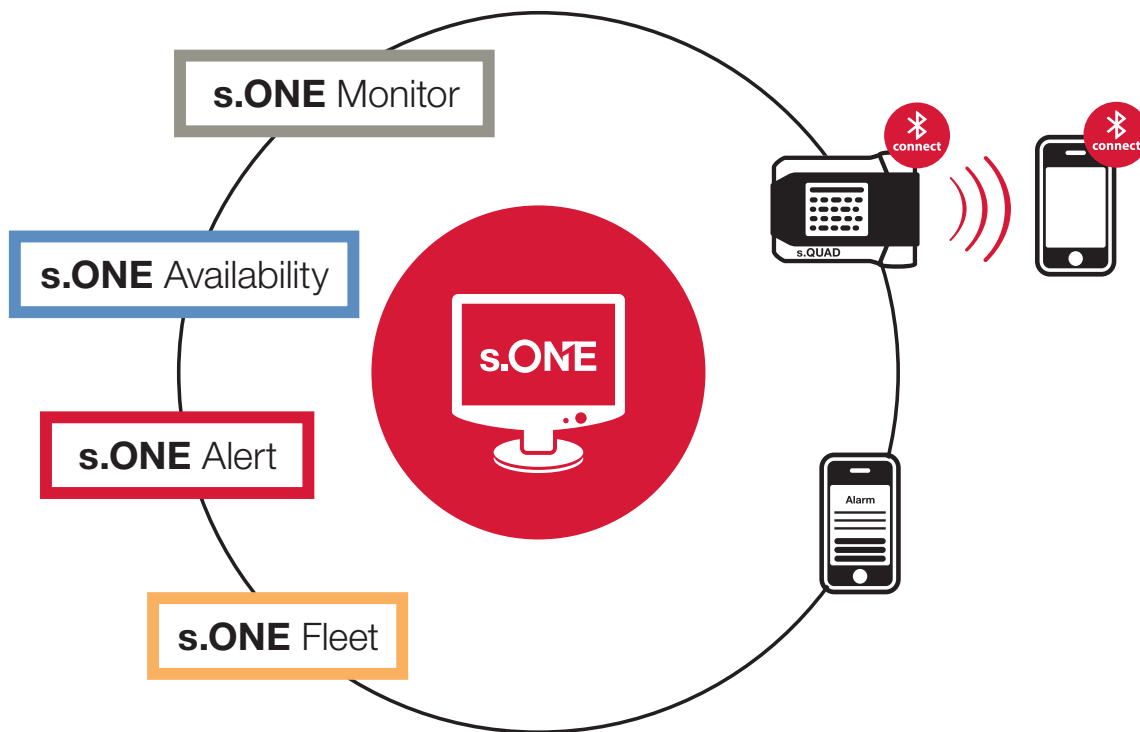 s.ONE Monitor
connect
connect
s.QUAD
s.ONE Availability
s.ONE
s.ONE Alert
Alarm
s.ONE Fleet